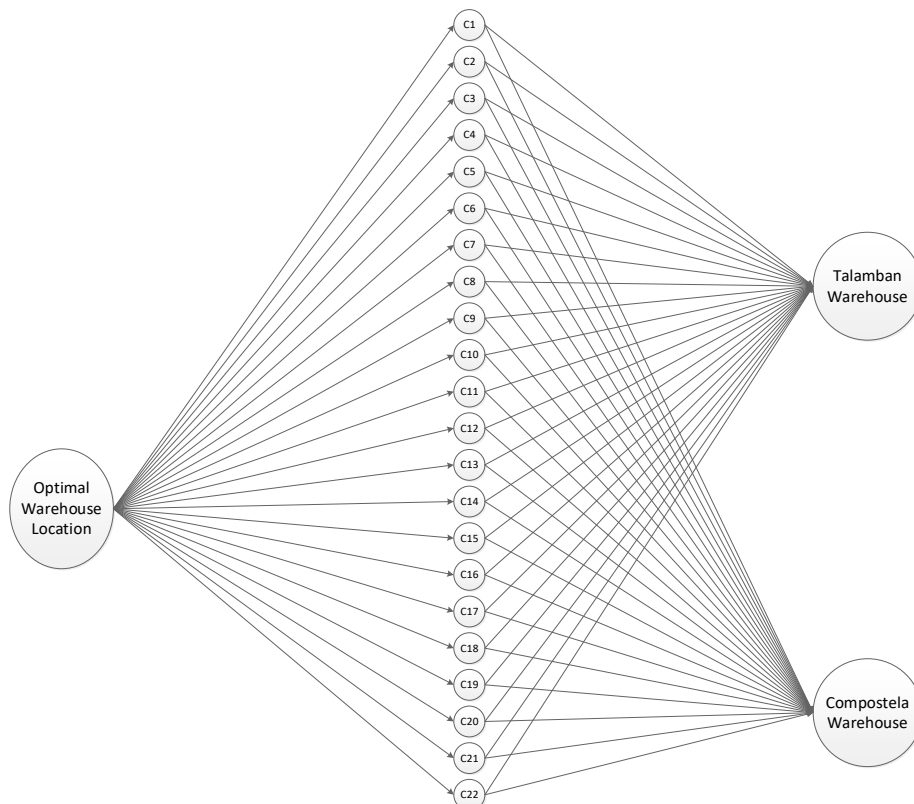 C1
C2
C3
C4
C5
C6
C7
C8
C9
C10
C11
C12
C13
C14
C15
C16
C17
C18
C19
C20
C21
C22
Optimal
Warehouse
Location
Talamban
Warehouse
Compostela
Warehouse